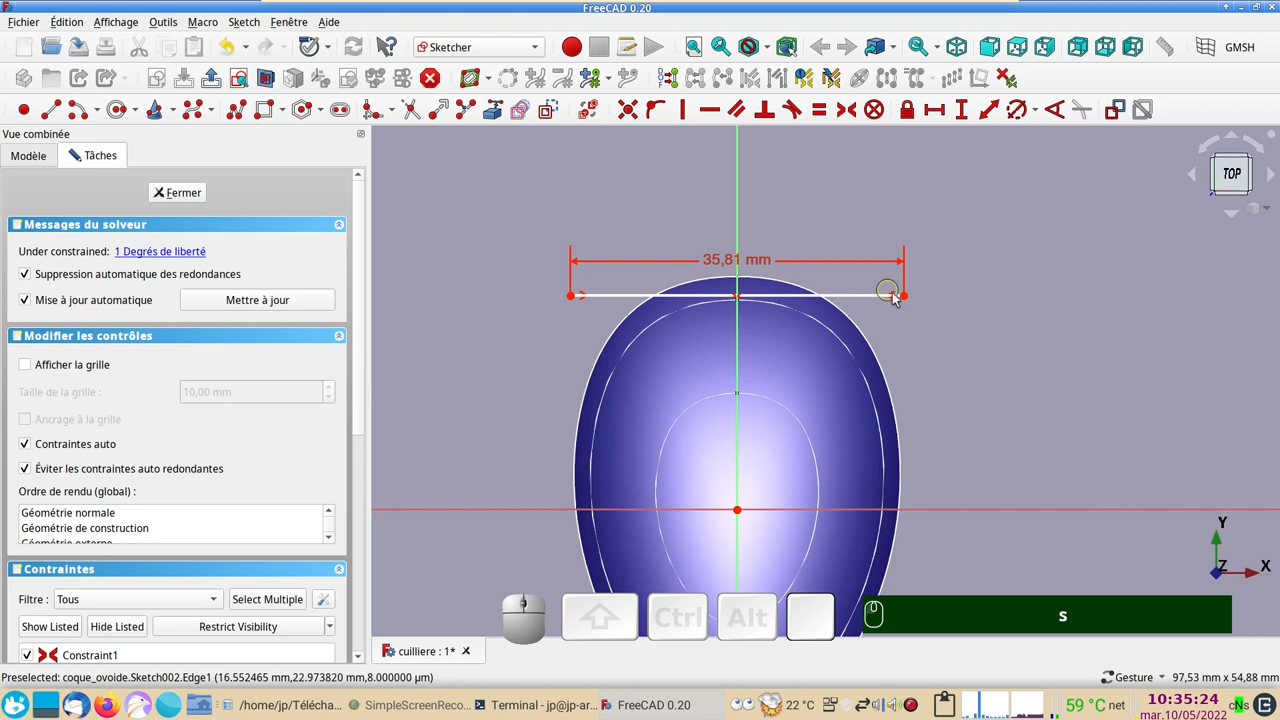 FreeCAD 0.20
Fichier Édition Affichage Outils Macro Sketch Fenêtre Aide
Sketcher
GMSH
Vue combinée
Modèle Tâches
Fermer
Messages du solveur
Under constrained: 1 Degrés de liberté
Suppression automatique des redondances
Mise à jour automatique Mettre à jour
Modifier les contrôles
Afficher la grille
Taille de la grille : 10,00 mm
Ancrage à la grille
Contraintes auto
Éviter les contraintes auto redondantes
Ordre de rendu (global) :
Géométrie normale
Géométrie de construction
Géométrie externe
Contraintes
Filtre : Tous Select Multiple
Show Listed Hide Listed Restrict Visibility
Constraint1
35,81 mm
TOP
Y
Z X
Ctrl Alt s
cuilliere : 1*
Preselected: coque_ovoide.Sketch002.Edge1 (16.552465 mm,22.973820 mm,8.000000 µm) Gesture 97,53 mm x 54,88 mm
/home/jp/Télécha... SimpleScreenReco... Terminal - jp@jp-ar... FreeCAD 0.20 22 °C 59 °C net 10:35:24 cNs
mar.10/05/2022